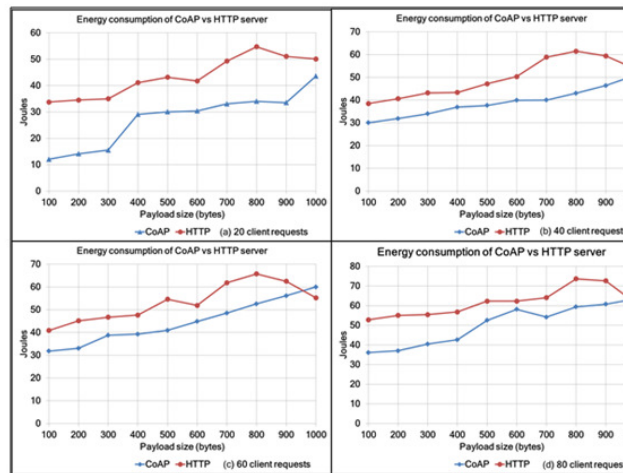 Energy consumption of CoAP vs HTTP server
60
50
40
30
20
10
0
Joules
100 200 300 400 500 600 700 800 900 1000
Payload size (bytes)
CoAP HTTP (a) 20 client requests
Energy consumption of CoAP vs HTTP server
70
60
50
40
30
20
10
0
Joules
100 200 300 400 500 600 700 800 900
Payload size (bytes)
CoAP HTTP (b) 40 client requests
Energy consumption of CoAP vs HTTP server
70
60
50
40
30
20
10
0
Joules
100 200 300 400 500 600 700 800 900 1000
Payload size (bytes)
CoAP HTTP (c) 60 client requests
Energy consumption of CoAP vs HTTP server
80
70
60
50
40
30
20
10
0
Joules
100 200 300 400 500 600 700 800 900
Payload size (bytes)
CoAP HTTP (d) 80 client requests